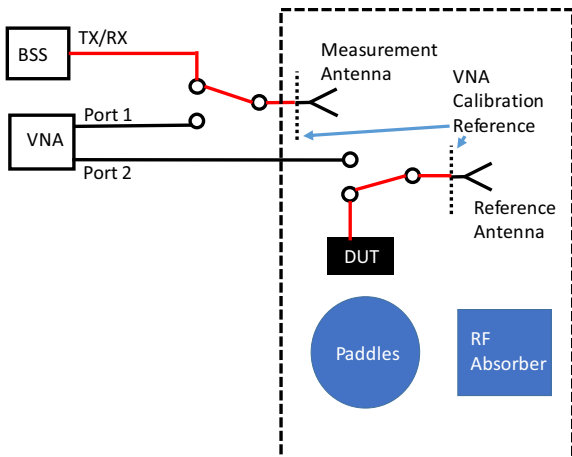 TX/RX
BSS
Measurement
Antenna
VNA
Calibration
Reference
Port 1
VNA
Port 2
Reference
Antenna
DUT
Paddles
RF
Absorber